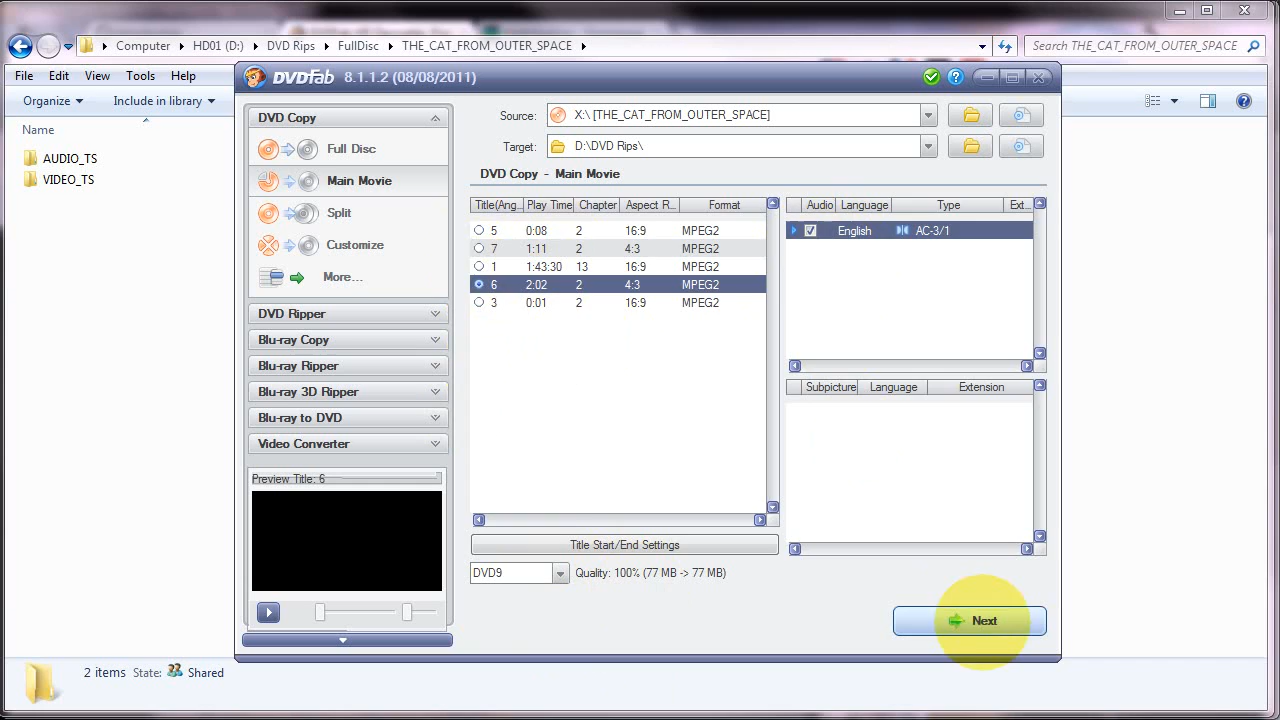 Computer ▸ HD01 (D:) ▸ DVD Rips ▸ FullDisc ▸ THE_CAT_FROM_OUTER_SPACE ▸
Search THE_CAT_FROM_OUTER_SPACE
File Edit View Tools Help
Organize Include in library
Name
AUDIO_TS
VIDEO_TS
2 items State: Shared
DVDFab 8.1.1.2 (08/08/2011)
DVD Copy
Full Disc
Main Movie
Split
Customize
More...
DVD Ripper
Blu-ray Copy
Blu-ray Ripper
Blu-ray 3D Ripper
Blu-ray to DVD
Video Converter
Preview Title: 6
Source: X:\ [THE_CAT_FROM_OUTER_SPACE]
Target: D:\DVD Rips\
DVD Copy - Main Movie
Title(Ang... Play Time Chapter Aspect R... Format
5 0:08 2 16:9 MPEG2
7 1:11 2 4:3 MPEG2
1 1:43:30 13 16:9 MPEG2
6 2:02 2 4:3 MPEG2
3 0:01 2 16:9 MPEG2
Title Start/End Settings
DVD9 Quality: 100% (77 MB -> 77 MB)
Audio Language Type Ext...
English AC-3/1
Subpicture Language Extension
Next